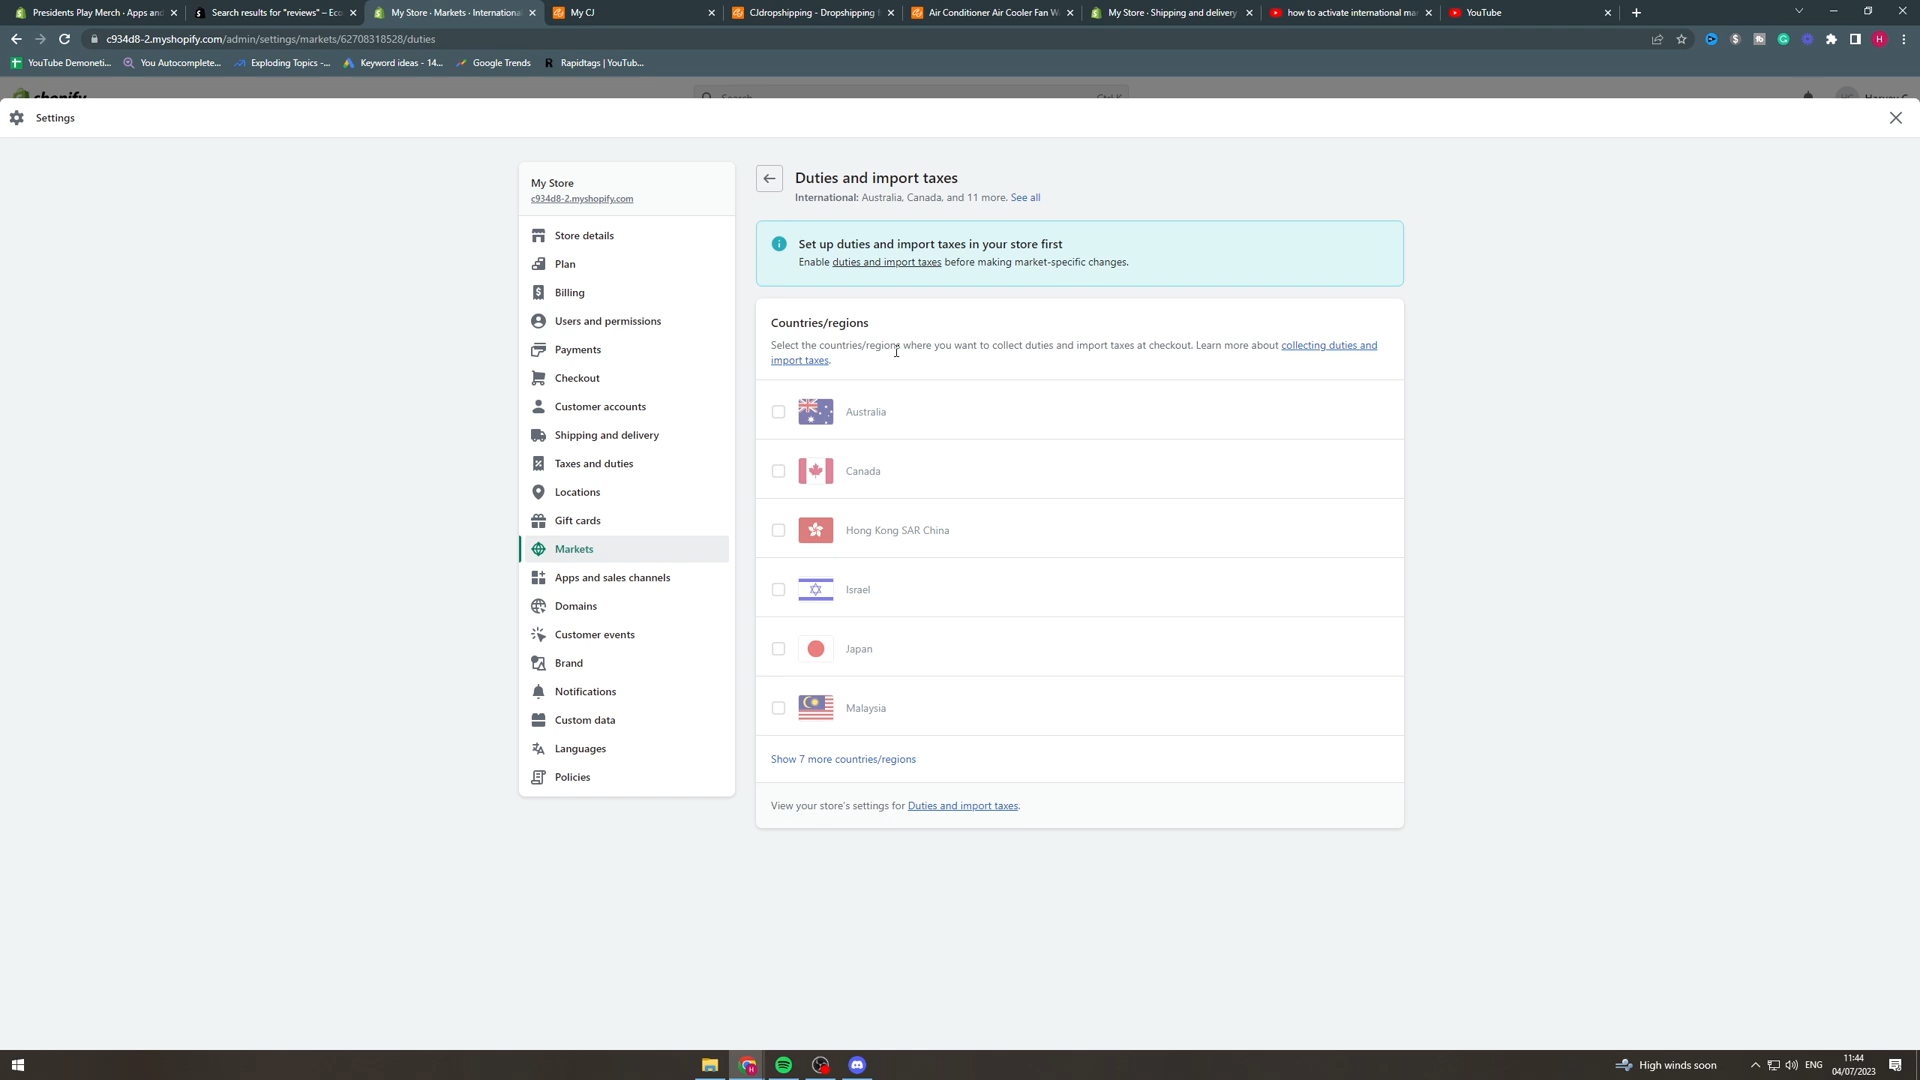 Presidents Play Merch · Apps and
Search results for "reviews" – Eco
My Store · Markets · International
My CJ
CJdropshipping - Dropshipping f
Air Conditioner Air Cooler Fan W
My Store · Shipping and delivery
how to activate international ma
YouTube
c934d8-2.myshopify.com/admin/settings/markets/62708318528/duties
YouTube Demoneti...
You Autocomplete...
Exploding Topics -...
Keyword ideas - 14...
Google Trends
Rapidtags | YouTub...
shopify
Search
Ctrl K
Harvey C
Settings
My Store
c934d8-2.myshopify.com
Store details
Plan
Billing
Users and permissions
Payments
Checkout
Customer accounts
Shipping and delivery
Taxes and duties
Locations
Gift cards
Markets
Apps and sales channels
Domains
Customer events
Brand
Notifications
Custom data
Languages
Policies
Duties and import taxes
International: Australia, Canada, and 11 more. See all
Set up duties and import taxes in your store first
Enable duties and import taxes before making market-specific changes.
Countries/regions
Select the countries/regions where you want to collect duties and import taxes at checkout. Learn more about collecting duties and
import taxes.
Australia
Canada
Hong Kong SAR China
Israel
Japan
Malaysia
Show 7 more countries/regions
View your store's settings for Duties and import taxes.
High winds soon
ENG
11:44
04/07/2023